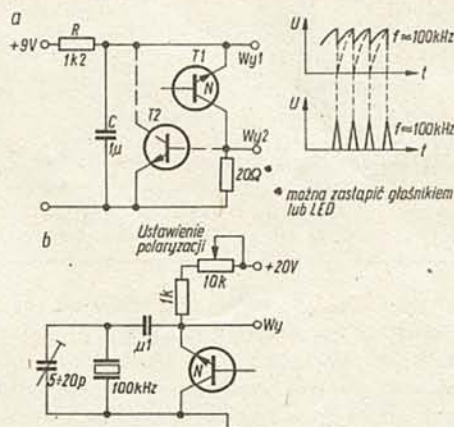 a
+9V
R
1k2
C
1μ
T1
N
T2
Wy1
Wy2
20Ω*
* można zastąpić głośnikiem
lub LED
U
f≈100kHz
t
U
f≈100kHz
t
b
Ustawienie
polaryzacji
10k
+20V
1k
μ1
Wy
N
5÷20p
100kHz